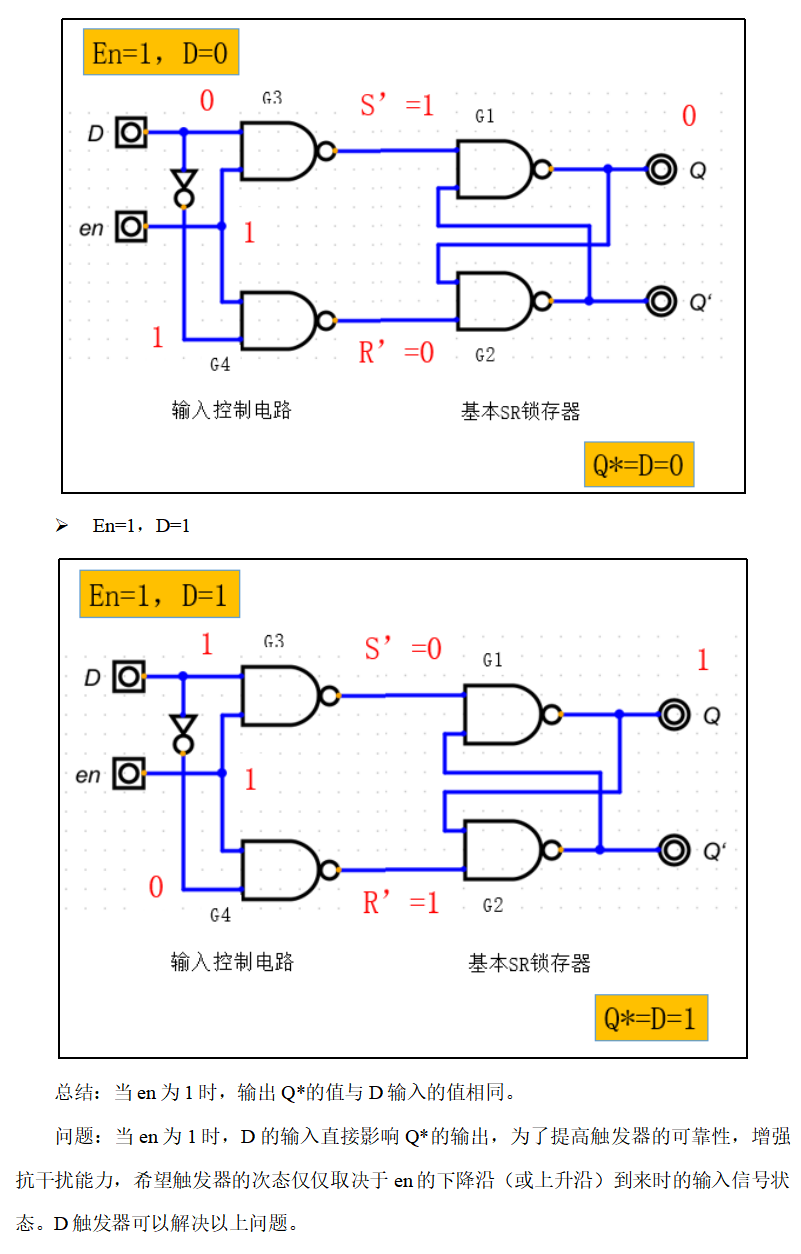 En=1，D=0
0 G3 S’=1 G1 0
D Q
en 1
1 G4 R’=0 G2 Q‘
输入控制电路 基本SR锁存器
Q*=D=0
➢ En=1，D=1
En=1，D=1
1 G3 S’=0 G1 1
D Q
en 1
0 G4 R’=1 G2 Q‘
输入控制电路 基本SR锁存器
Q*=D=1
总结：当 en 为 1 时，输出 Q*的值与 D 输入的值相同。
问题：当 en 为 1 时，D 的输入直接影响 Q*的输出，为了提高触发器的可靠性，增强
抗干扰能力，希望触发器的次态仅仅取决于 en 的下降沿（或上升沿）到来时的输入信号状
态。D 触发器可以解决以上问题。